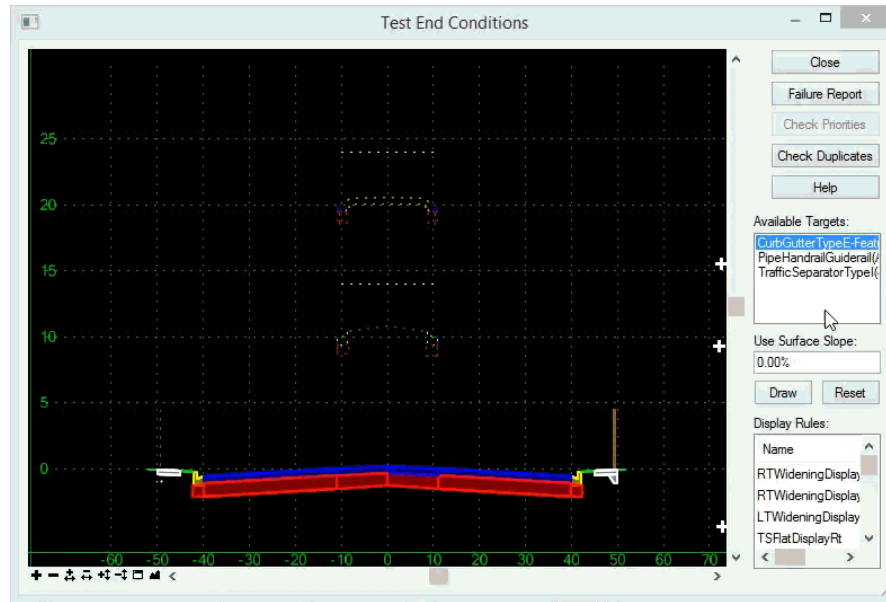 Test End Conditions
Close
Failure Report
Check Priorities
Check Duplicates
Help
Available Targets:
CurbGutterTypeE-Featu
PipeHandrailGuiderail(A
TrafficSeparatorTypeI(
Use Surface Slope:
0.00%
Draw Reset
Display Rules:
Name
RTWideningDisplay
RTWideningDisplay
LTWideningDisplay
TSFlatDisplayRt
25
20
15
10
5
0
-60 -50 -40 -30 -20 -10 0 10 20 30 40 50 60 70